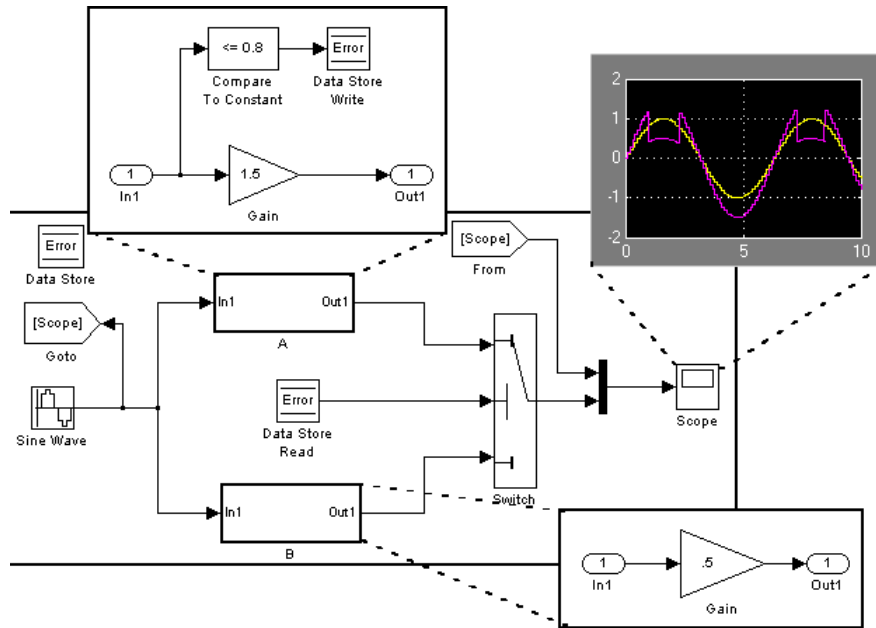 <= 0.8
Error
Compare
To Constant
Data Store
Write
1
In1
1.5
Gain
1
Out1
2
1
0
-1
-2
0
5
10
Error
Data Store
[Scope]
From
[Scope]
Goto
In1
Out1
A
Sine Wave
Error
Data Store
Read
Switch
Scope
In1
Out1
B
1
In1
.5
Gain
1
Out1